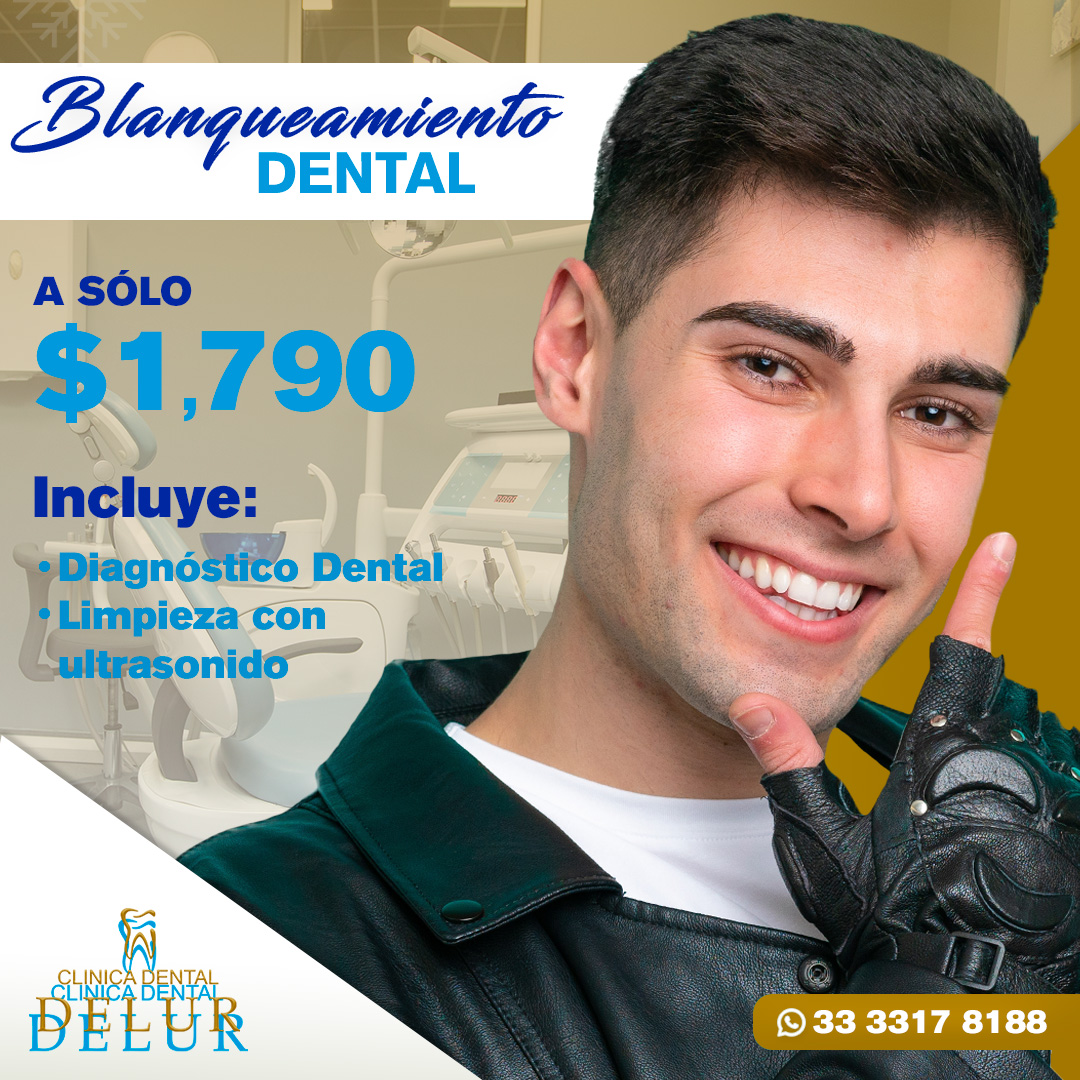 Blanqueamiento
DENTAL
A SÓLO
$1,790
Incluye:
• Diagnóstico Dental
• Limpieza con
ultrasonido
CLINICA DENTAL
CLINICA DENTAL
DELUR
DELUR
33 3317 8188